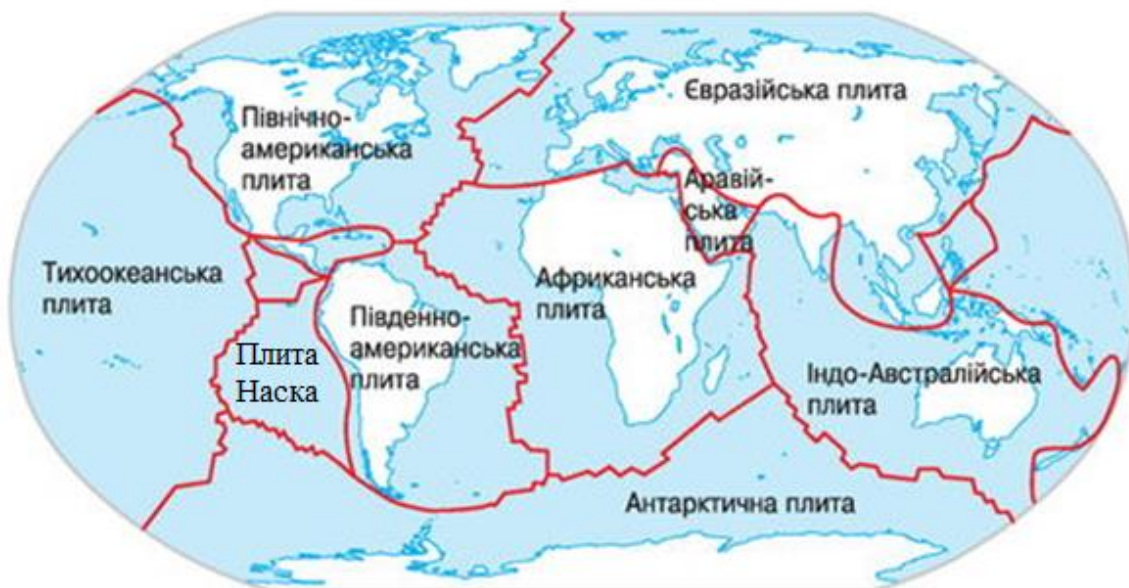 Євразійська плита
Північно-
американська
плита
Аравій-
ська
плита
Тихоокеанська
плита
Африканська
плита
Південно-
американська
плита
Плита
Наска
Індо-Австралійська
плита
Антарктична плита